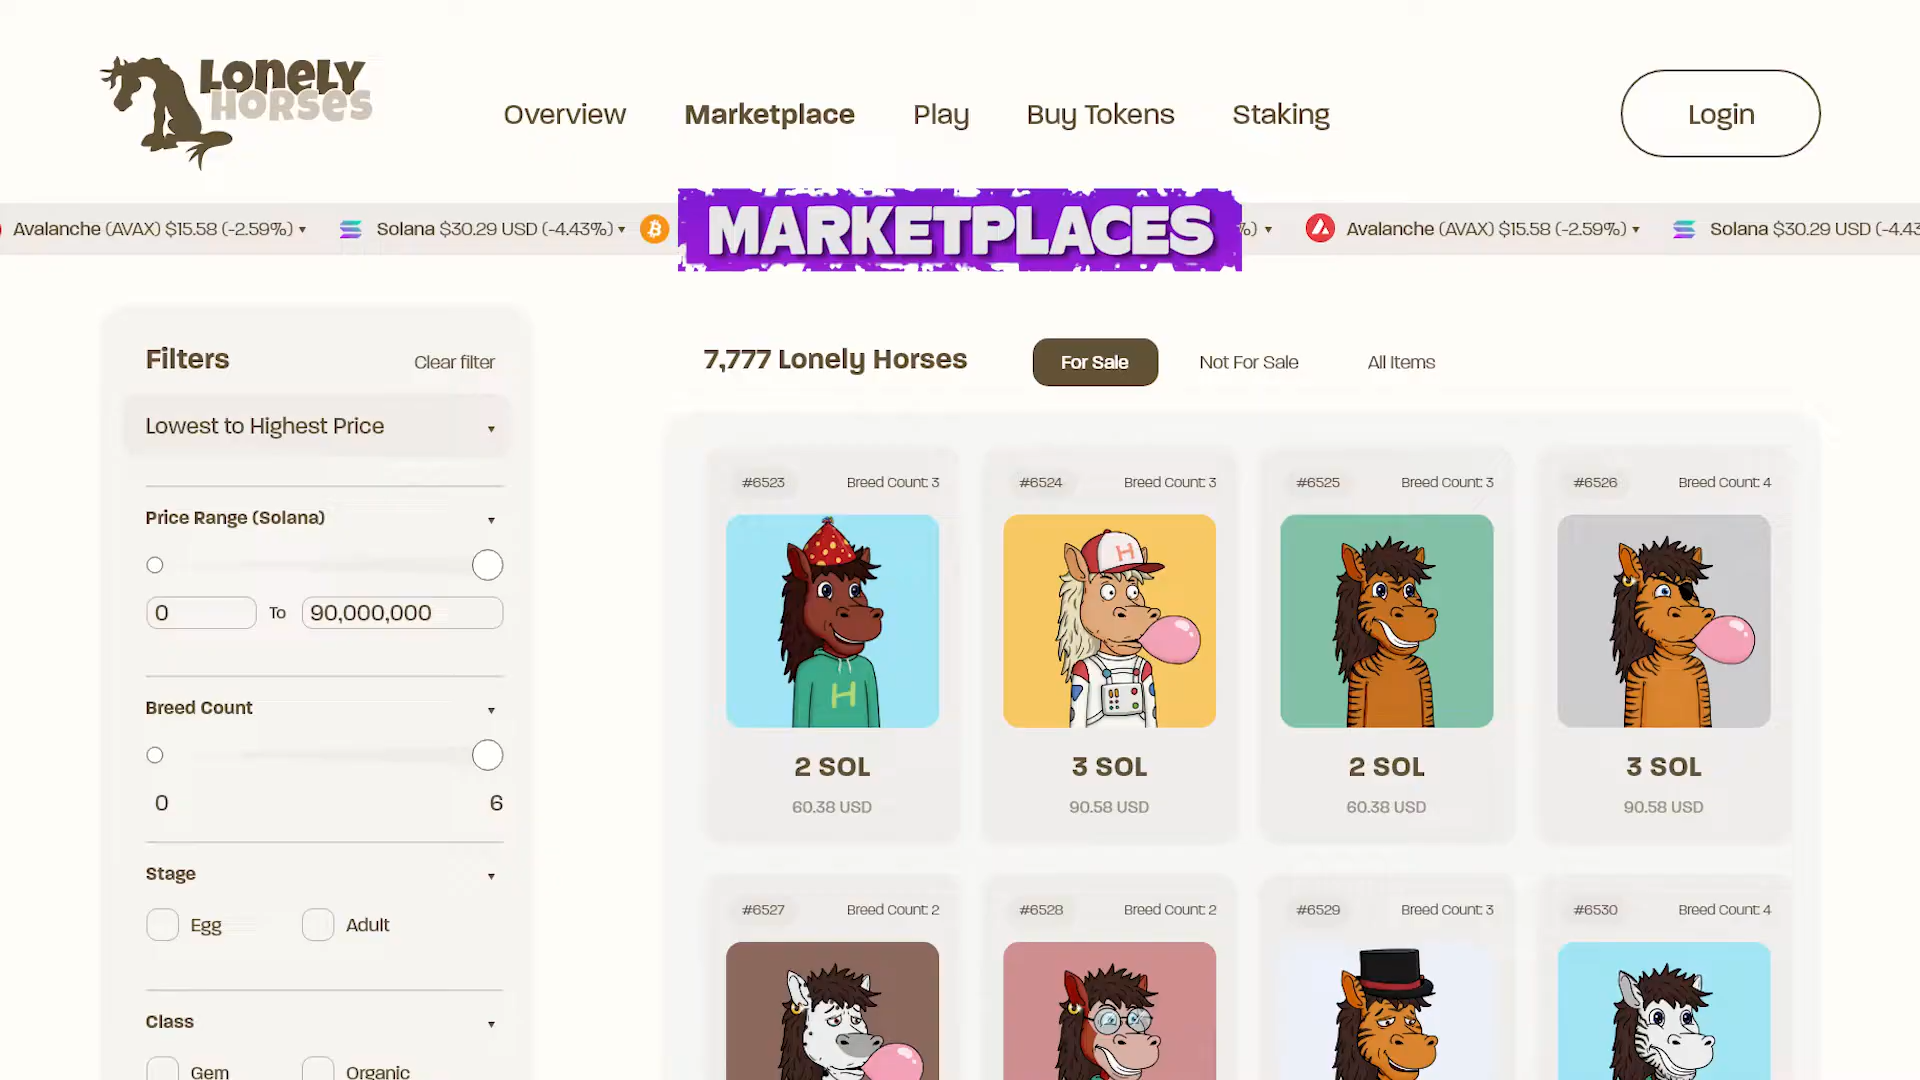 LONELY
HORSES
Overview
Marketplace
Play
Buy Tokens
Staking
Login
Avalanche (AVAX) $15.58 (-2.59%) ▾
Solana $30.29 USD (-4.43%) ▾
MARKETPLACES
%) ▾
Avalanche (AVAX) $15.58 (-2.59%) ▾
Solana $30.29 USD (-4.43
Filters
Clear filter
Lowest to Highest Price
Price Range (Solana)
0 To 90,000,000
Breed Count
0 6
Stage
Egg Adult
Class
Gem Organic
7,777 Lonely Horses
For Sale
Not For Sale
All Items
#6523 Breed Count: 3
H
2 SOL
60.38 USD
#6524 Breed Count: 3
H
3 SOL
90.58 USD
#6525 Breed Count: 3
2 SOL
60.38 USD
#6526 Breed Count: 4
3 SOL
90.58 USD
#6527 Breed Count: 2
#6528 Breed Count: 2
#6529 Breed Count: 3
#6530 Breed Count: 4